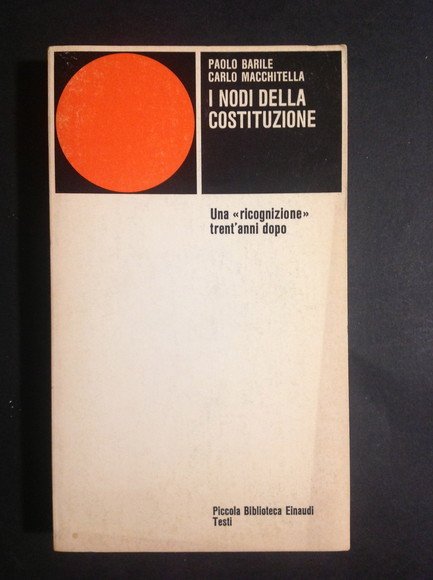 PAOLO BARILE
CARLO MACCHITELLA
I NODI DELLA
COSTITUZIONE
Una «ricognizione»
trent'anni dopo
Piccola Biblioteca Einaudi
Testi